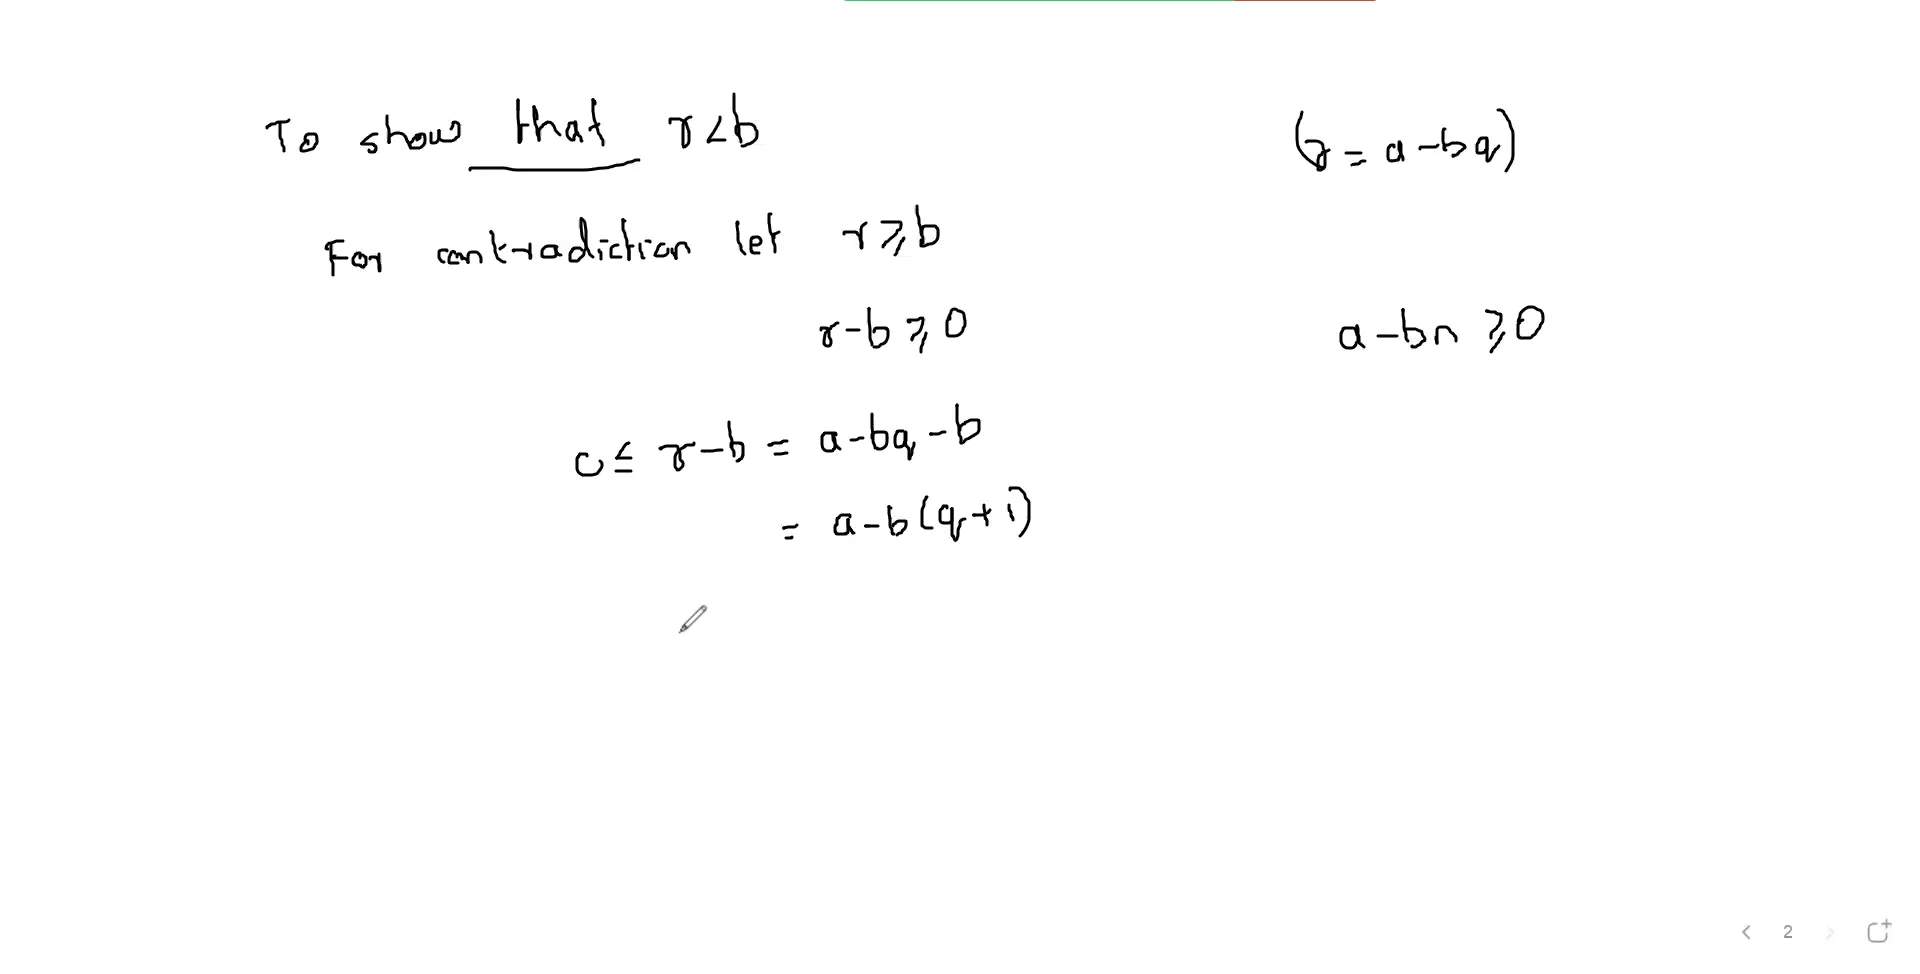 To show that r<b
(r = a-bq)
For contradiction let r ⩾ b
r-b ⩾ 0
a-bn ⩾ 0
0 ≤ r-b = a-bq-b
= a-b(q+1)
2